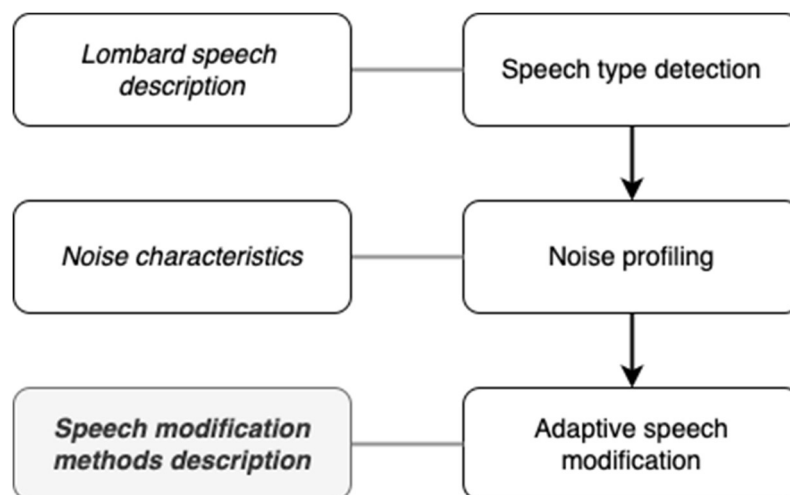 Lombard speech
description
Speech type detection
Noise characteristics
Noise profiling
Speech modification
methods description
Adaptive speech
modification